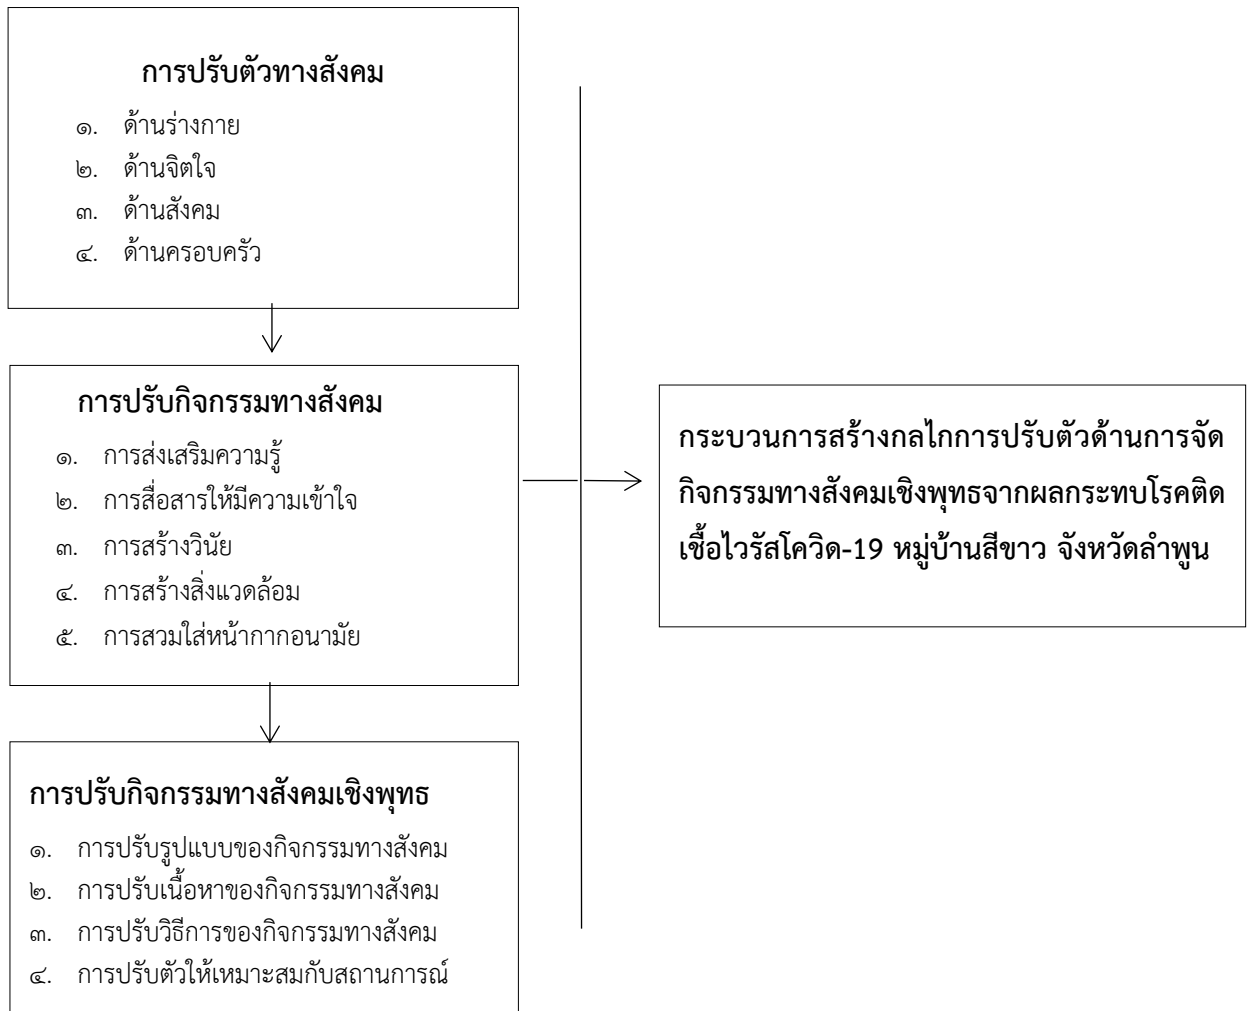 การปรับตัวทางสังคม
๑. ด้านร่างกาย
๒. ด้านจิตใจ
๓. ด้านสังคม
๔. ด้านครอบครัว
การปรับกิจกรรมทางสังคม
๑. การส่งเสริมความรู้
๒. การสื่อสารให้มีความเข้าใจ
๓. การสร้างวินัย
๔. การสร้างสิ่งแวดล้อม
๕. การสวมใส่หน้ากากอนามัย
การปรับกิจกรรมทางสังคมเชิงพุทธ
๑. การปรับรูปแบบของกิจกรรมทางสังคม
๒. การปรับเนื้อหาของกิจกรรมทางสังคม
๓. การปรับวิธีการของกิจกรรมทางสังคม
๔. การปรับตัวให้เหมาะสมกับสถานการณ์
กระบวนการสร้างกลไกการปรับตัวด้านการจัด
กิจกรรมทางสังคมเชิงพุทธจากผลกระทบโรคติด
เชื้อไวรัสโควิด-19 หมู่บ้านสีขาว จังหวัดลำพูน